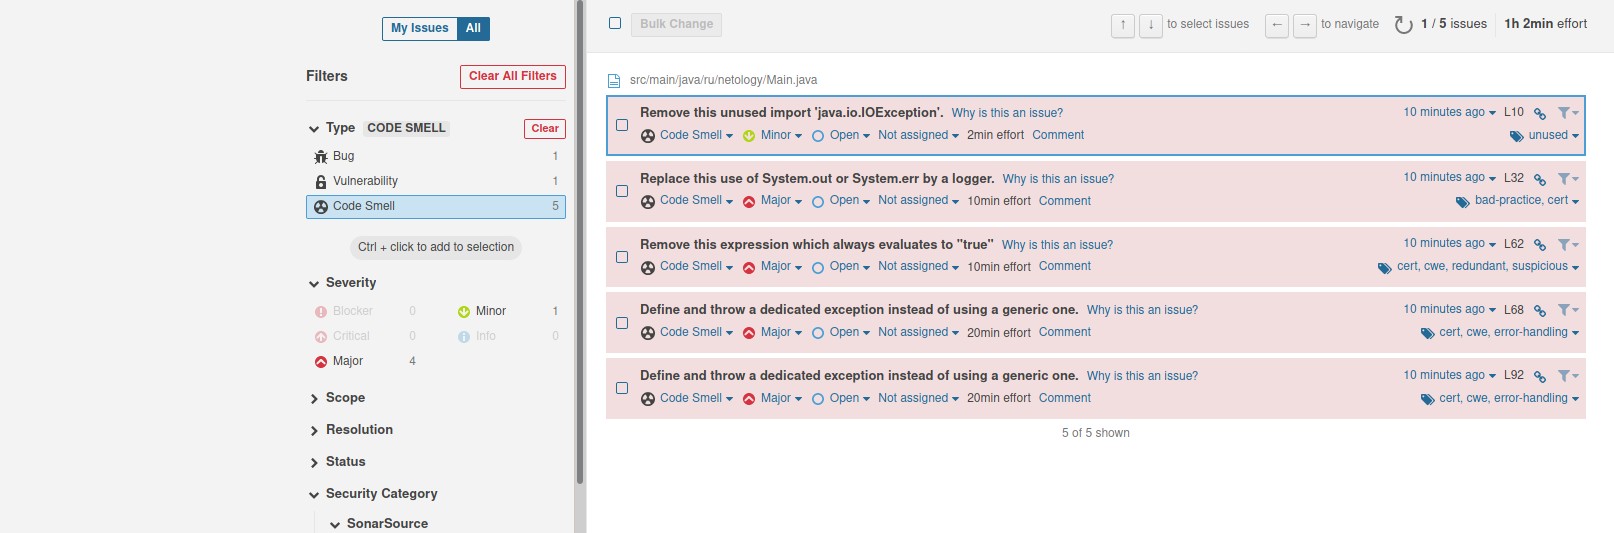 My Issues All
Filters Clear All Filters
Type CODE SMELL Clear
Bug 1
Vulnerability 1
Code Smell 5
Ctrl + click to add to selection
Severity
Blocker 0 Minor 1
Critical 0 Info 0
Major 4
Scope
Resolution
Status
Security Category
SonarSource
Bulk Change ↑ ↓ to select issues ← → to navigate 1 / 5 issues 1h 2min effort
src/main/java/ru/netology/Main.java
Remove this unused import 'java.io.IOException'. Why is this an issue? 10 minutes ago L10
Code Smell Minor Open Not assigned 2min effort Comment unused
Replace this use of System.out or System.err by a logger. Why is this an issue? 10 minutes ago L32
Code Smell Major Open Not assigned 10min effort Comment bad-practice, cert
Remove this expression which always evaluates to "true" Why is this an issue? 10 minutes ago L62
Code Smell Major Open Not assigned 10min effort Comment cert, cwe, redundant, suspicious
Define and throw a dedicated exception instead of using a generic one. Why is this an issue? 10 minutes ago L68
Code Smell Major Open Not assigned 20min effort Comment cert, cwe, error-handling
Define and throw a dedicated exception instead of using a generic one. Why is this an issue? 10 minutes ago L92
Code Smell Major Open Not assigned 20min effort Comment cert, cwe, error-handling
5 of 5 shown